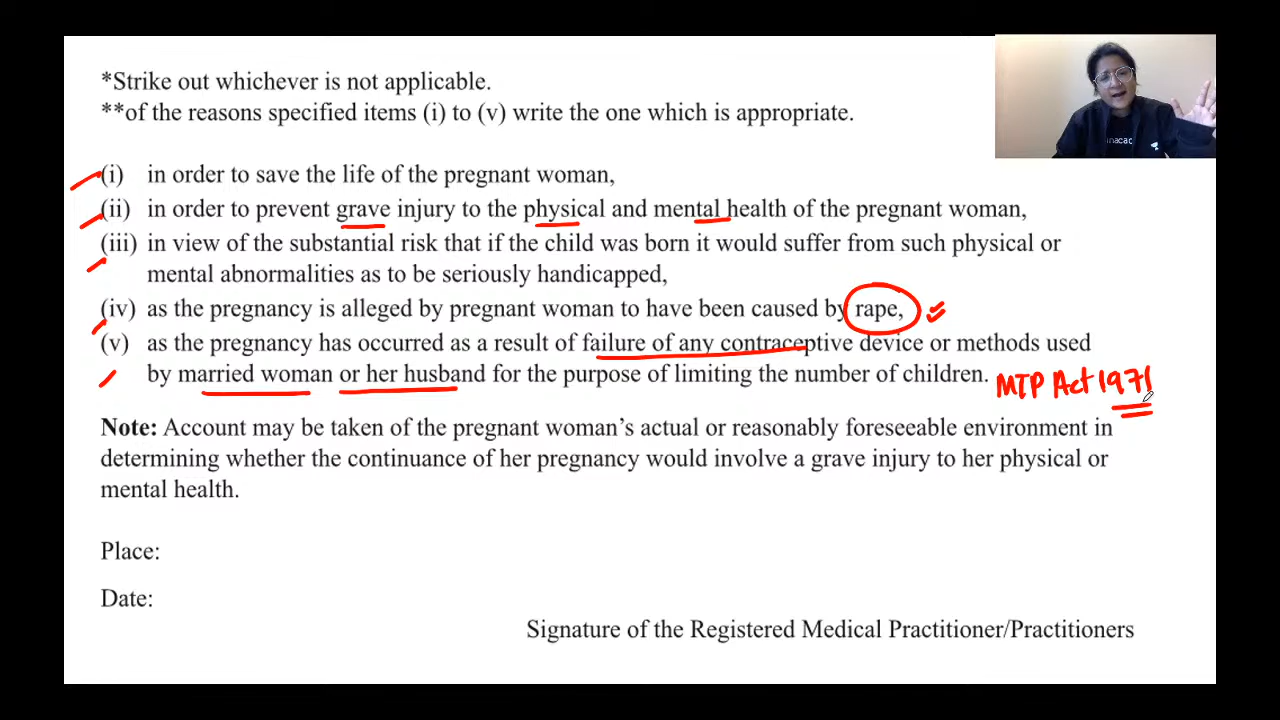 *Strike out whichever is not applicable.
**of the reasons specified items (i) to (v) write the one which is appropriate.
(i) in order to save the life of the pregnant woman,
(ii) in order to prevent grave injury to the physical and mental health of the pregnant woman,
(iii) in view of the substantial risk that if the child was born it would suffer from such physical or
mental abnormalities as to be seriously handicapped,
(iv) as the pregnancy is alleged by pregnant woman to have been caused by rape,
(v) as the pregnancy has occurred as a result of failure of any contraceptive device or methods used
by married woman or her husband for the purpose of limiting the number of children.
MTP Act 1971
Note: Account may be taken of the pregnant woman's actual or reasonably foreseeable environment in
determining whether the continuance of her pregnancy would involve a grave injury to her physical or
mental health.
Place:
Date:
Signature of the Registered Medical Practitioner/Practitioners